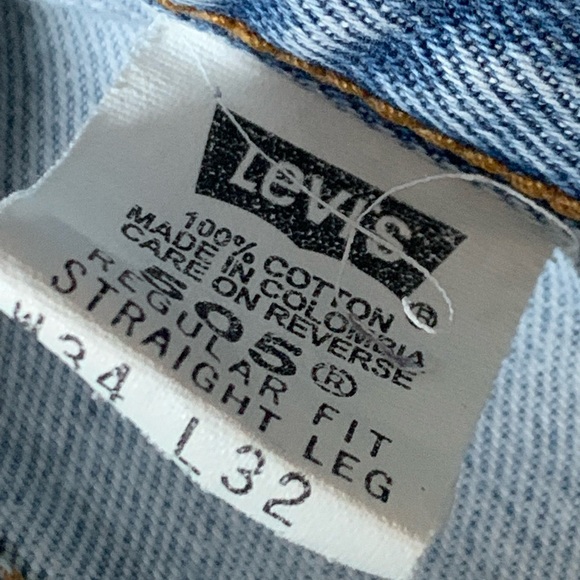 Levi's ®
100% COTTON
MADE IN COLOMBIA
CARE ON REVERSE
505®
REGULAR FIT
STRAIGHT LEG
W34 L32